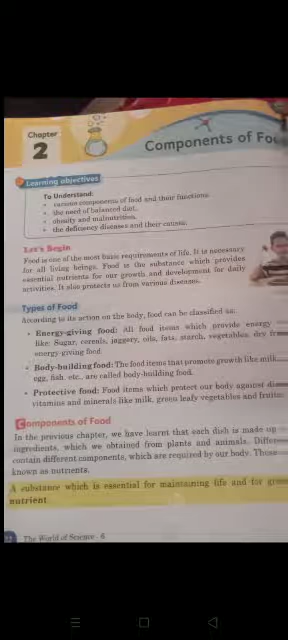 Chapter
2
Components of Foo
Learning objectives
To Understand:
• various components of food and their functions.
• the need of balanced diet.
• obesity and malnutrition.
• the deficiency diseases and their causes.
Let's Begin
Food is one of the most basic requirements of life. It is necessary
for all living beings. Food is the substance which provides
essential nutrients for our growth and development for daily
activities. It also protects us from various diseases.
Types of Food
According to its action on the body, food can be classified as:
• Energy-giving food: All food items which provide energy
like: Sugar, cereals, jaggery, oils, fats, starch, vegetables, dry
energy-giving food.
• Body-building food: The food items that promote growth like milk,
egg, fish, etc., are called body-building food.
• Protective food: Food items which protect our body against
vitamins and minerals like milk, green leafy vegetables and fruits.
Components of Food
In the previous chapter, we have learnt that each dish is made up
ingredients, which we obtained from plants and animals.
contain different components, which are required by our body.
known as nutrients.
A substance which is essential for maintaining life and for
nutrient.
The World of Science - 6